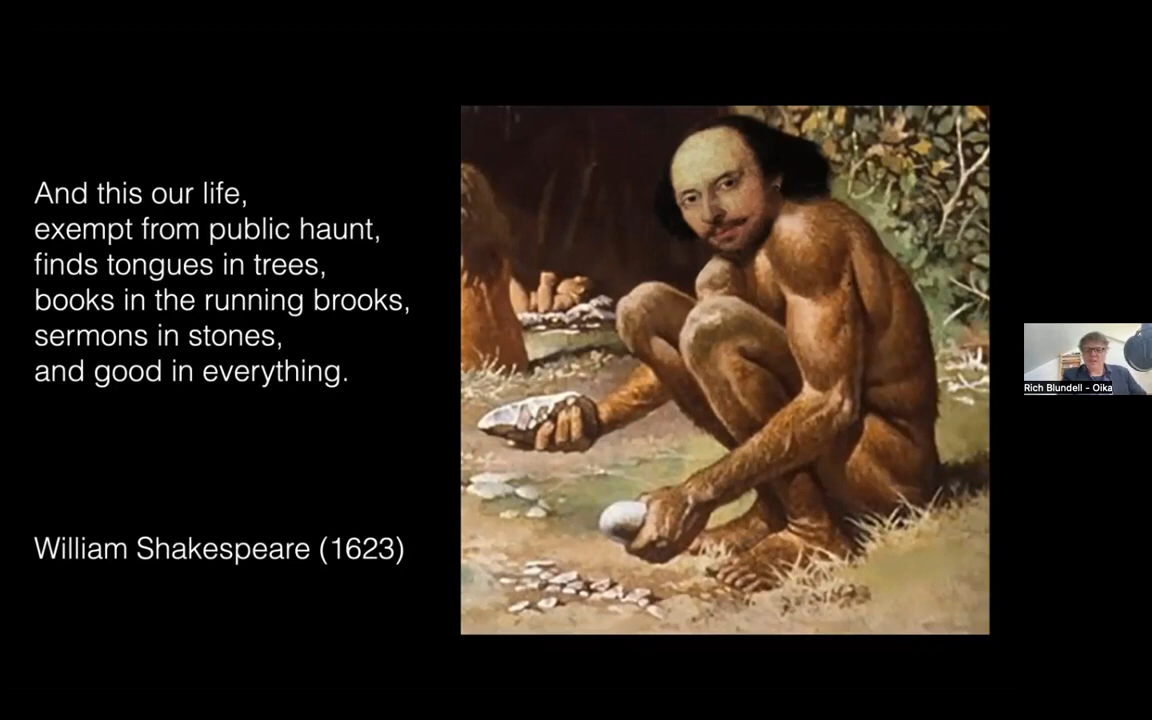 And this our life,
exempt from public haunt,
finds tongues in trees,
books in the running brooks,
sermons in stones,
and good in everything.
William Shakespeare (1623)
Rich Blundell - Oika